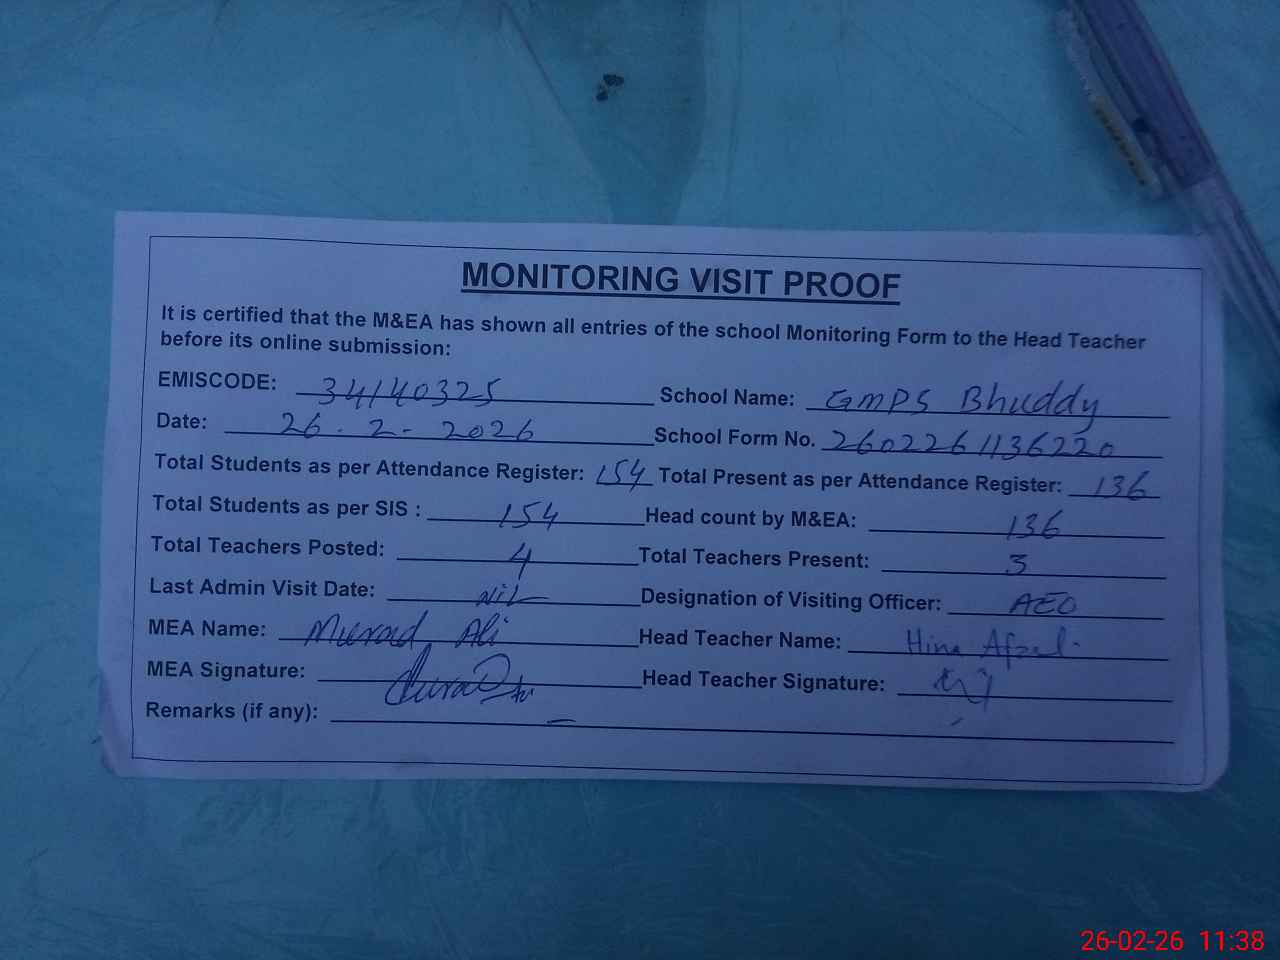 MONITORING VISIT PROOF
It is certified that the M&EA has shown all entries of the school Monitoring Form to the Head Teacher
before its online submission:
EMISCODE: 34140325 School Name: GMPS Bhuddy
Date: 26.2-2026 School Form No. 2602261136220
Total Students as per Attendance Register: 154 Total Present as per Attendance Register: 136
Total Students as per SIS : 154 Head count by M&EA: 136
Total Teachers Posted: 4 Total Teachers Present: 3
Last Admin Visit Date: Nil Designation of Visiting Officer: AEO
MEA Name: Murad Ali Head Teacher Name: Hina Afzal
MEA Signature: Head Teacher Signature:
Remarks (if any): —
26-02-26 11:38